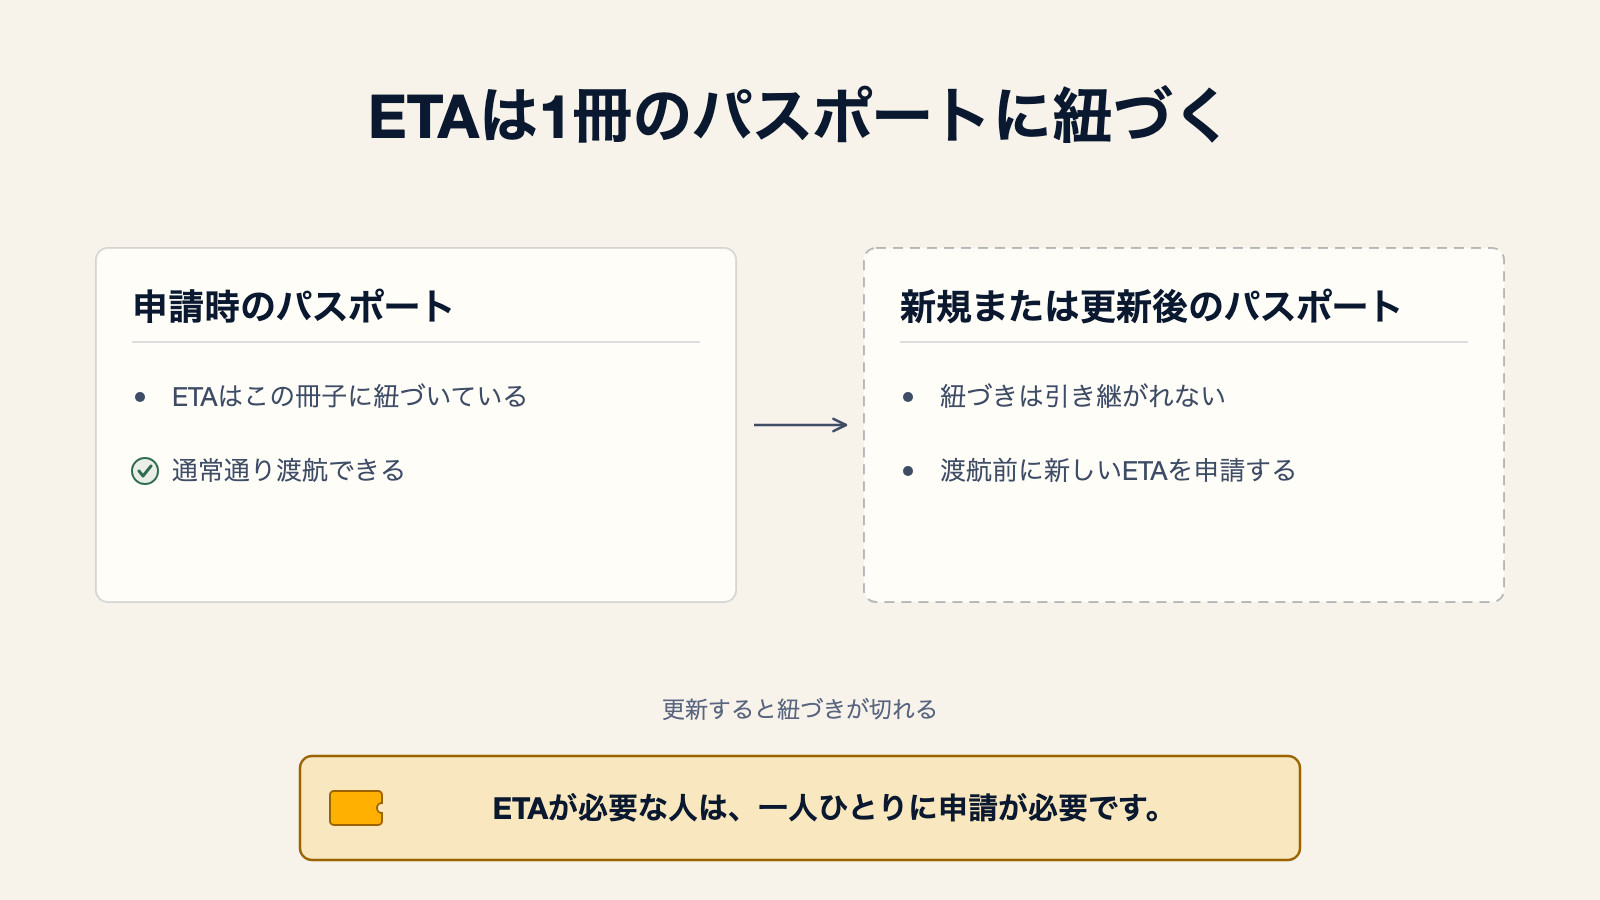 ETAは1冊のパスポートに紐づく
申請時のパスポート
ETAはこの冊子に紐づいている
通常通り渡航できる
新規または更新後のパスポート
紐づきは引き継がれない
渡航前に新しいETAを申請する
更新すると紐づきが切れる
ETAが必要な人は、一人ひとりに申請が必要です。